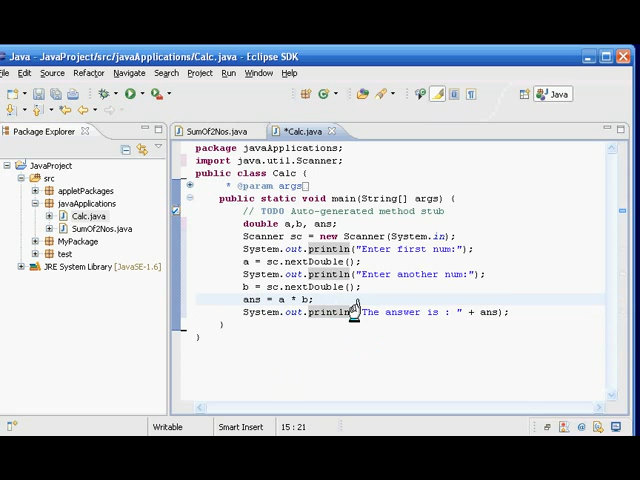 Java - JavaProject/src/javaApplications/Calc.java - Eclipse SDK
File Edit Source Refactor Navigate Search Project Run Window Help
Java
Package Explorer
SumOf2Nos.java
*Calc.java
JavaProject
src
appletPackages
javaApplications
Calc.java
SumOf2Nos.java
MyPackage
test
JRE System Library [JavaSE-1.6]
package javaApplications;
import java.util.Scanner;
public class Calc {
* @param args
public static void main(String[] args) {
// TODO Auto-generated method stub
double a,b, ans;
Scanner sc = new Scanner(System.in);
System.out.println("Enter first num:");
a = sc.nextDouble();
System.out.println("Enter another num:");
b = sc.nextDouble();
ans = a * b;
System.out.println("The answer is : " + ans);
}
}
Writable
Smart Insert
15 : 21